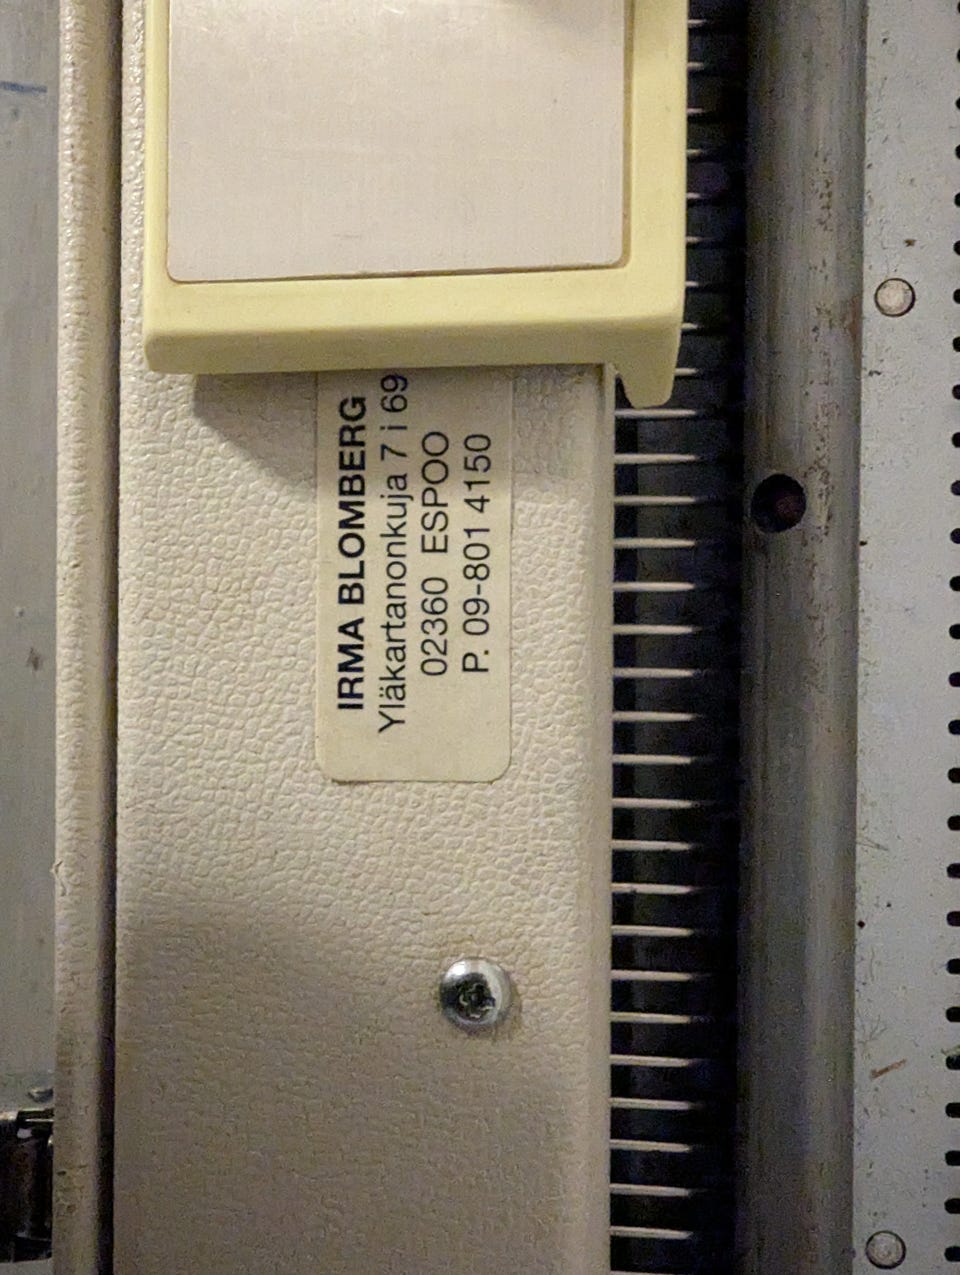 IRMA BLOMBERG
Yläkartanonkuja 7 i 69
02360 ESPOO
P. 09-801 4150